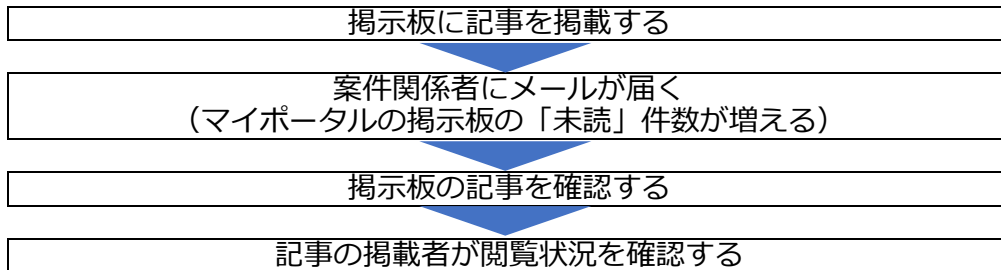 掲示板に記事を掲載する
案件関係者にメールが届く
（マイポータルの掲示板の「未読」件数が増える）
掲示板の記事を確認する
記事の掲載者が閲覧状況を確認する